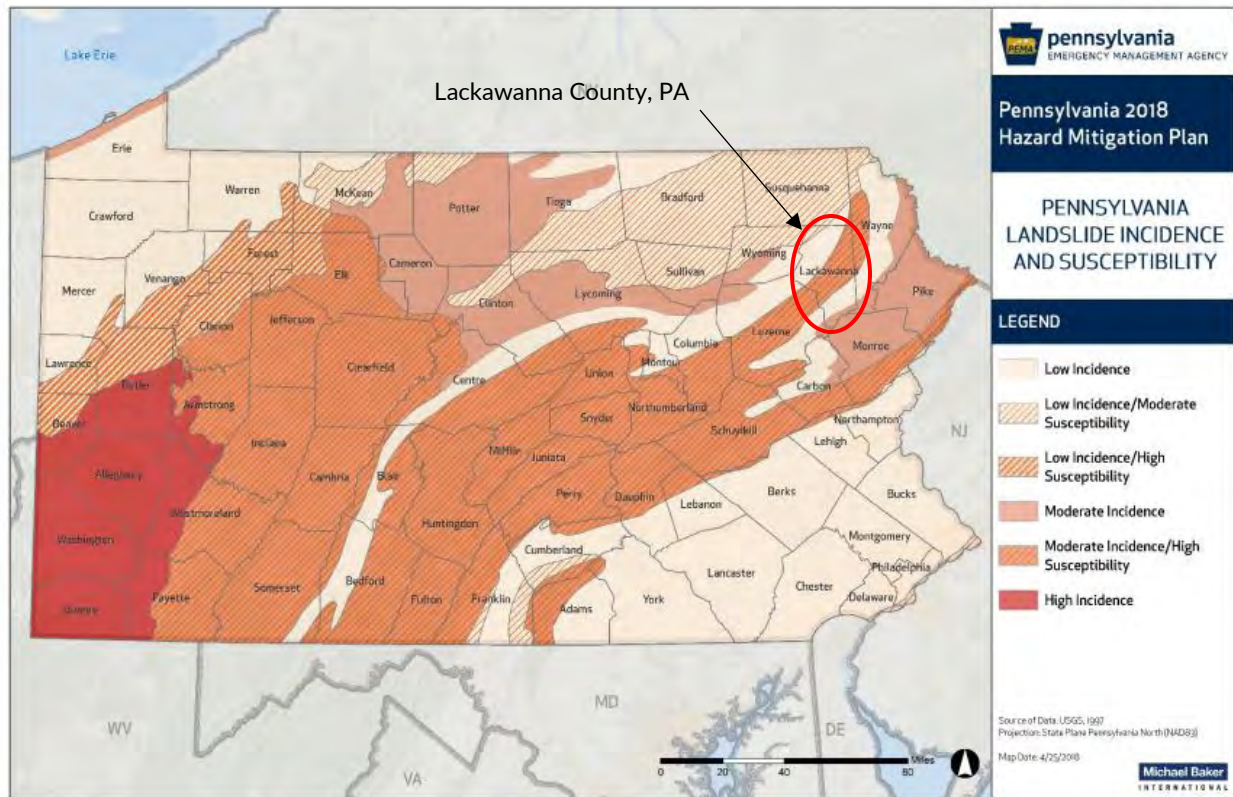 Lake Erie
Lackawanna County, PA
NY
Erie
Warren
McKean
Potter
Tioga
Bradford
Susquehanna
Wayne
Crawford
Forest
Elk
Cameron
Wyoming
Lackawanna
Pike
Mercer
Venango
Clinton
Lycoming
Sullivan
Lawrence
Clarion
Jefferson
Clearfield
Centre
Union
Montour
Columbia
Luzerne
Monroe
Carbon
Butler
Beaver
Armstrong
Indiana
Snyder
Northumberland
Schuylkill
Northampton
Lehigh
NJ
Allegheny
Cambria
Blair
Mifflin
Juniata
Perry
Dauphin
Lebanon
Berks
Bucks
Westmoreland
Huntingdon
Cumberland
Montgomery
Washington
Lancaster
Chester
Philadelphia
Delaware
Greene
Fayette
Somerset
Bedford
Fulton
Franklin
Adams
York
WV
MD
DE
VA
0 20 40 60 80
Miles
PEMA
pennsylvania
EMERGENCY MANAGEMENT AGENCY
Pennsylvania 2018
Hazard Mitigation Plan
PENNSYLVANIA
LANDSLIDE INCIDENCE
AND SUSCEPTIBILITY
LEGEND
Low Incidence
Low Incidence/Moderate
Susceptibility
Low Incidence/High
Susceptibility
Moderate Incidence
Moderate Incidence/High
Susceptibility
High Incidence
Source of Data: USGS, 1997
Projection: State Plane Pennsylvania North (NAD83)
Map Date: 4/25/2018
Michael Baker
INTERNATIONAL